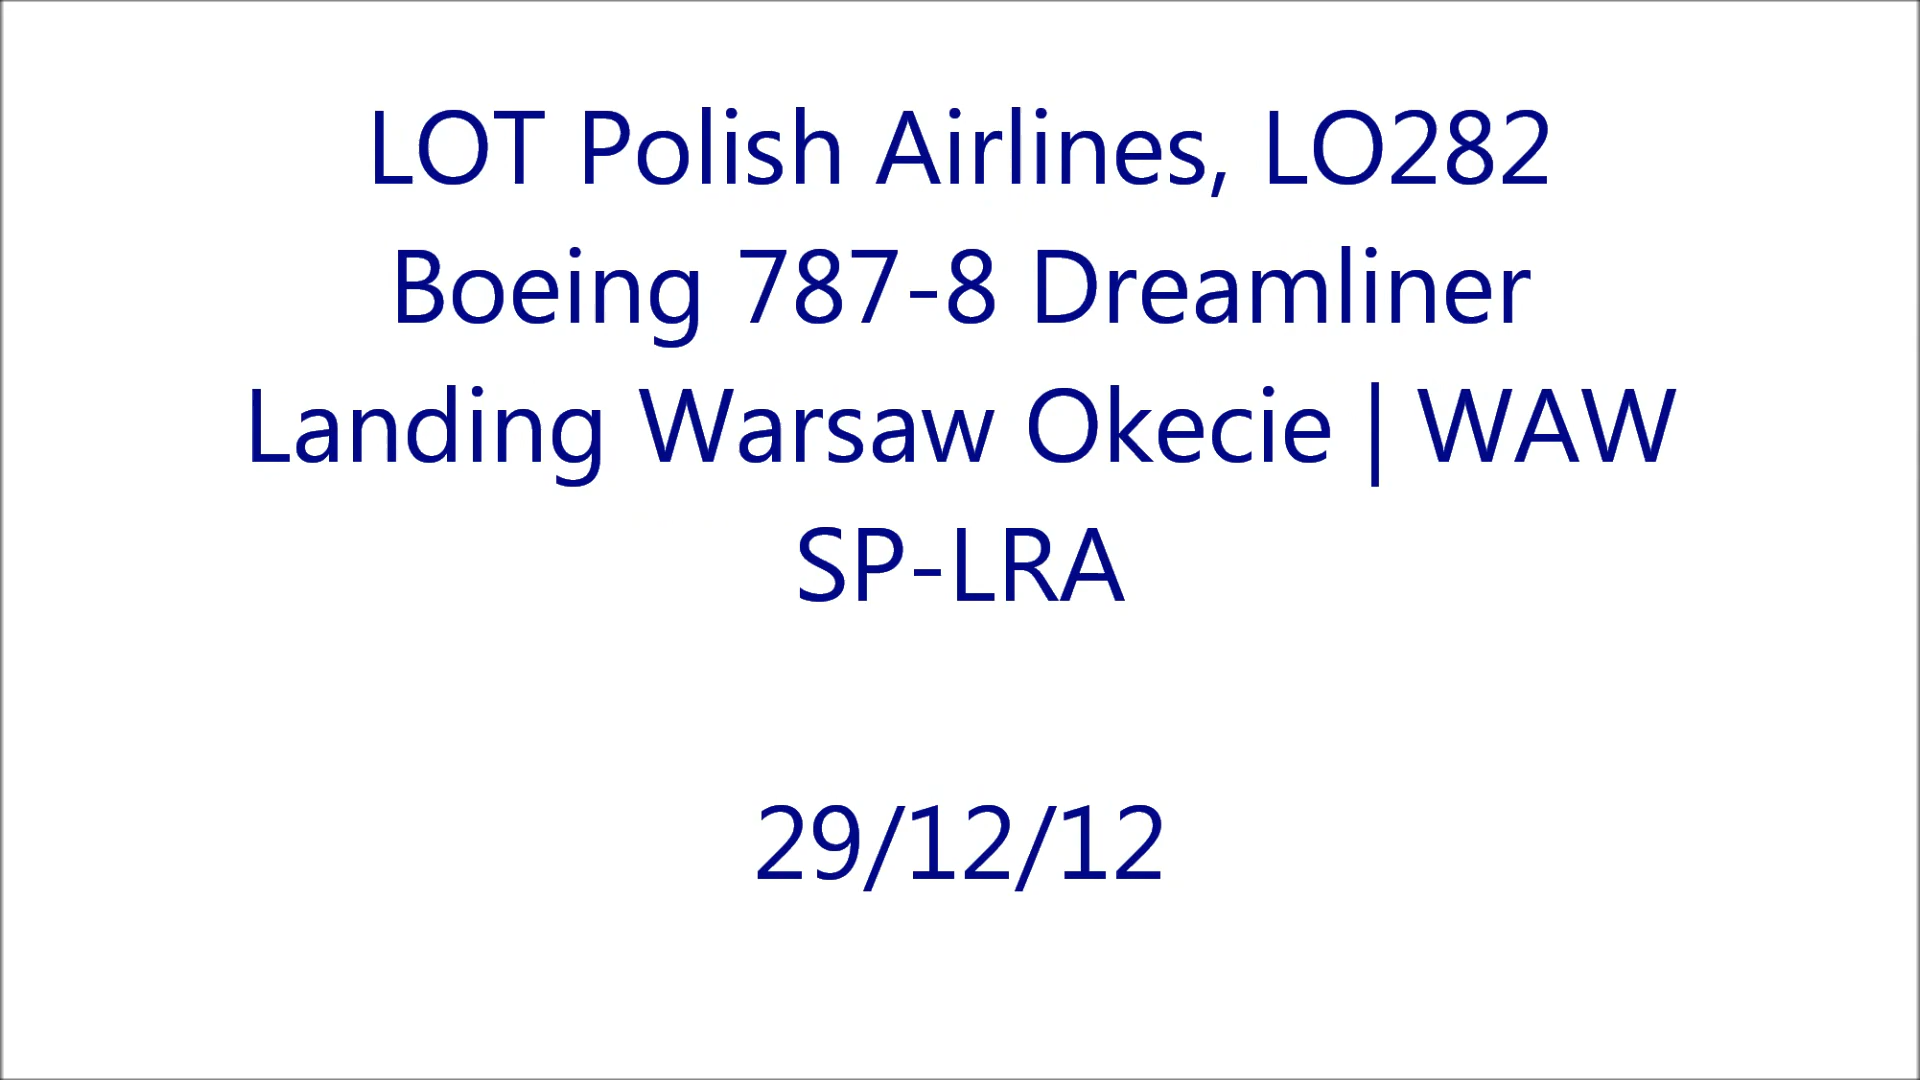 LOT Polish Airlines, LO282
Boeing 787-8 Dreamliner
Landing Warsaw Okecie | WAW
SP-LRA
29/12/12